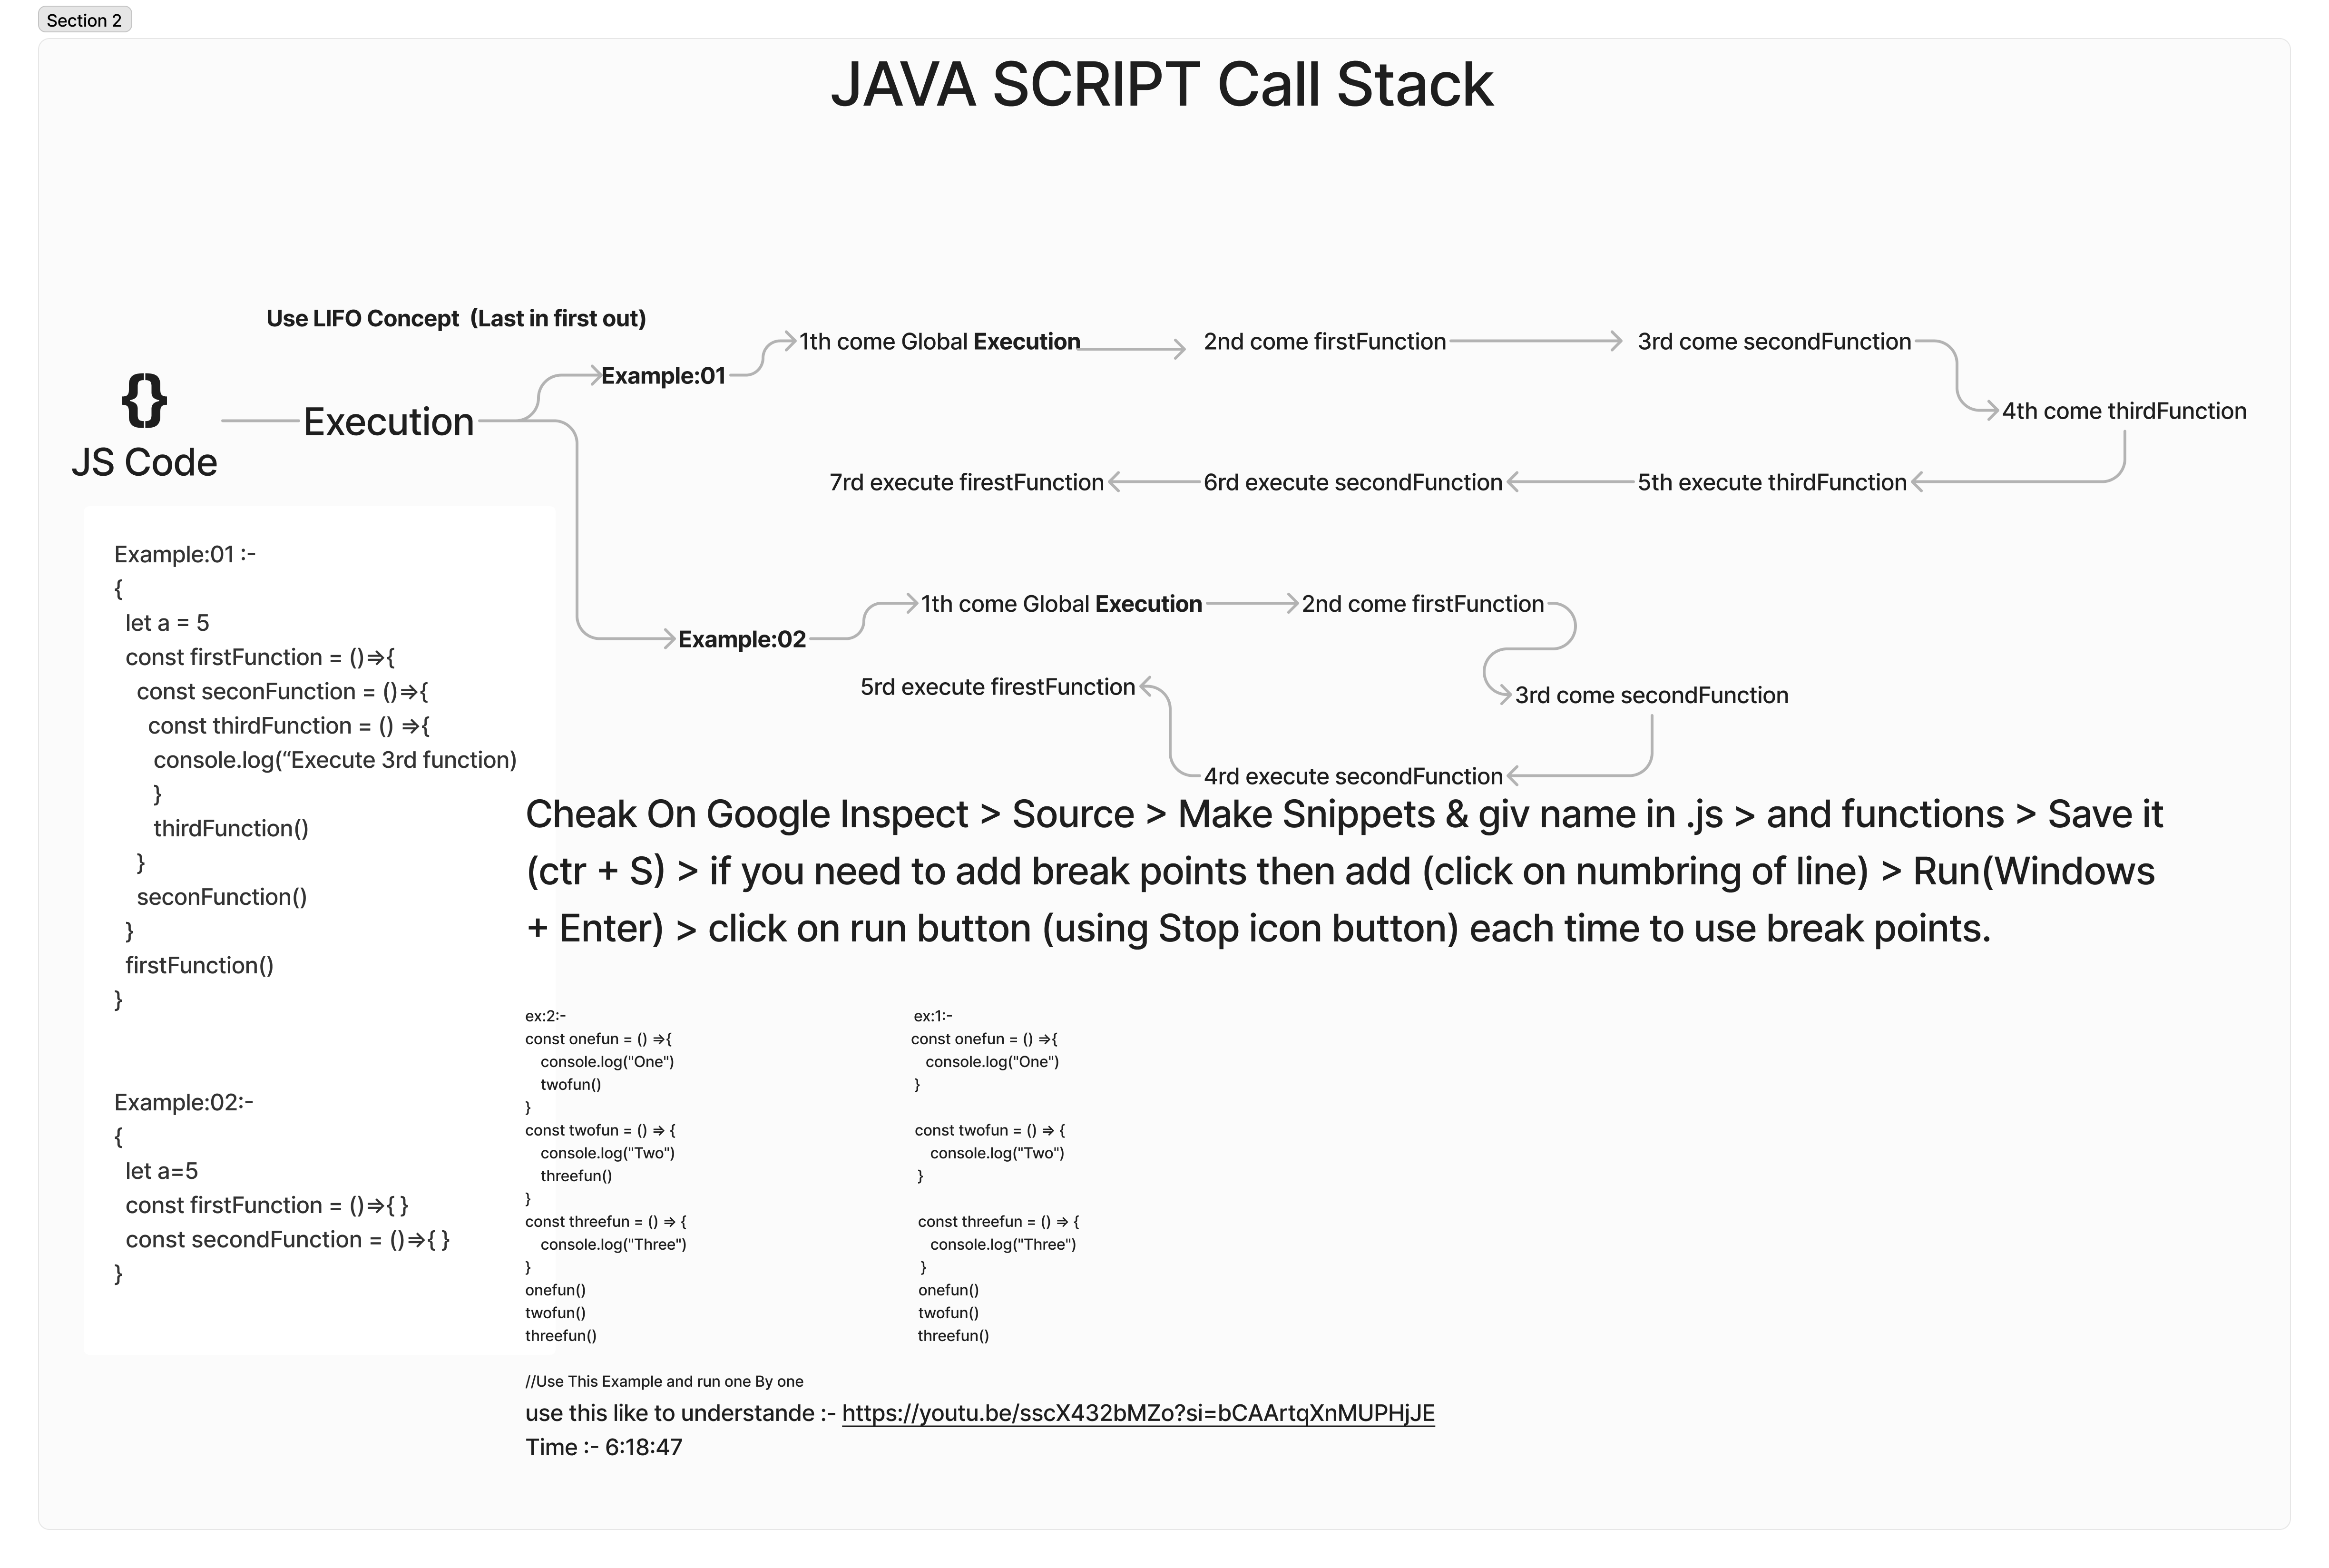 Section 2
JAVA SCRIPT Call Stack
Use LIFO Concept  (Last in first out)
{}
JS Code
Execution
Example:01
1th come Global Execution
2nd come firstFunction
3rd come secondFunction
4th come thirdFunction
5th execute thirdFunction
6rd execute secondFunction
7rd execute firestFunction
Example:02
1th come Global Execution
2nd come firstFunction
3rd come secondFunction
4rd execute secondFunction
5rd execute firestFunction
Example:01 :-
{
let a = 5
const firstFunction = ()=>{
const seconFunction = ()=>{
const thirdFunction = () =>{
console.log(“Execute 3rd function)
}
thirdFunction()
}
seconFunction()
}
firstFunction()
}
Example:02:-
{
let a=5
const firstFunction = ()=>{ }
const secondFunction = ()=>{ }
}
Cheak On Google Inspect > Source > Make Snippets & giv name in .js > and functions > Save it
(ctr + S) > if you need to add break points then add (click on numbring of line) > Run(Windows
+ Enter) > click on run button (using Stop icon button) each time to use break points.
ex:2:-
const onefun = () =>{
console.log("One")
twofun()
}
const twofun = () => {
console.log("Two")
threefun()
}
const threefun = () => {
console.log("Three")
}
onefun()
twofun()
threefun()
ex:1:-
const onefun = () =>{
console.log("One")
}
const twofun = () => {
console.log("Two")
}
const threefun = () => {
console.log("Three")
}
onefun()
twofun()
threefun()
//Use This Example and run one By one
use this like to understande :- https://youtu.be/sscX432bMZo?si=bCAArtqXnMUPHjJE
Time :- 6:18:47